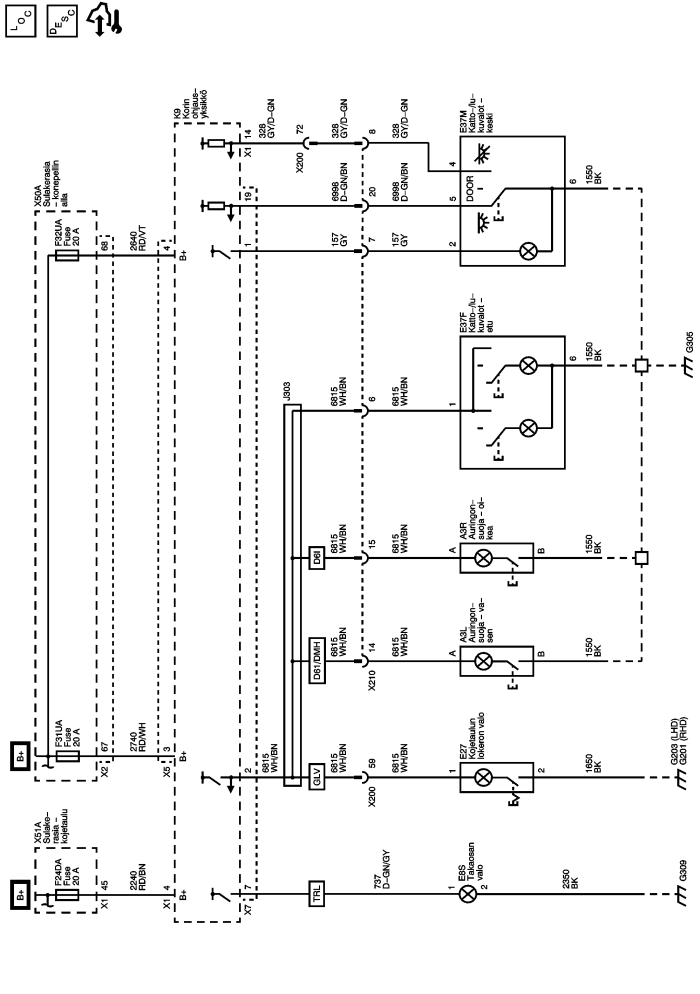 LOC
DESC
X50A
Sulakerasia
– konepellin
alla
F32UA
Fuse
20 A
68
2640
RD/VT
4
B+
K9
Korin
ohjaus–
yksikkö
14
X1
328
GY/D–GN
72
X200
328
GY/D–GN
8
328
GY/D–GN
4
19
6998
D–GN/BN
20
6998
D–GN/BN
5
DOOR
1
157
GY
7
157
GY
2
E37M
Katto–/lu–
kuvalot –
keski
6
1550
BK
J303
6815
WH/BN
6
6815
WH/BN
1
E37F
Katto–/lu–
kuvalot –
etu
6
1550
BK
G305
D6I
6815
WH/BN
15
6815
WH/BN
A
A3R
Auringon–
suoja – oi–
kea
B
1550
BK
D61/DMH
6815
WH/BN
14
X210
6815
WH/BN
A
A3L
Auringon–
suoja – va–
sen
B
1550
BK
B+
F31UA
Fuse
20 A
67
X2
2740
RD/WH
3
X5
B+
2
6815
WH/BN
GLV
6815
WH/BN
59
X200
6815
WH/BN
1
E27
Kojetaulun
lokeron valo
2
1650
BK
G203 (LHD)
G201 (RHD)
B+
X51A
Sulake–
rasia –
kojetaulu
F24DA
Fuse
20 A
45
X1
2240
RD/BN
4
X1
B+
7
X7
TRL
737
D–GN/GY
1
E8S
Takaosan
valo
2
2350
BK
G309